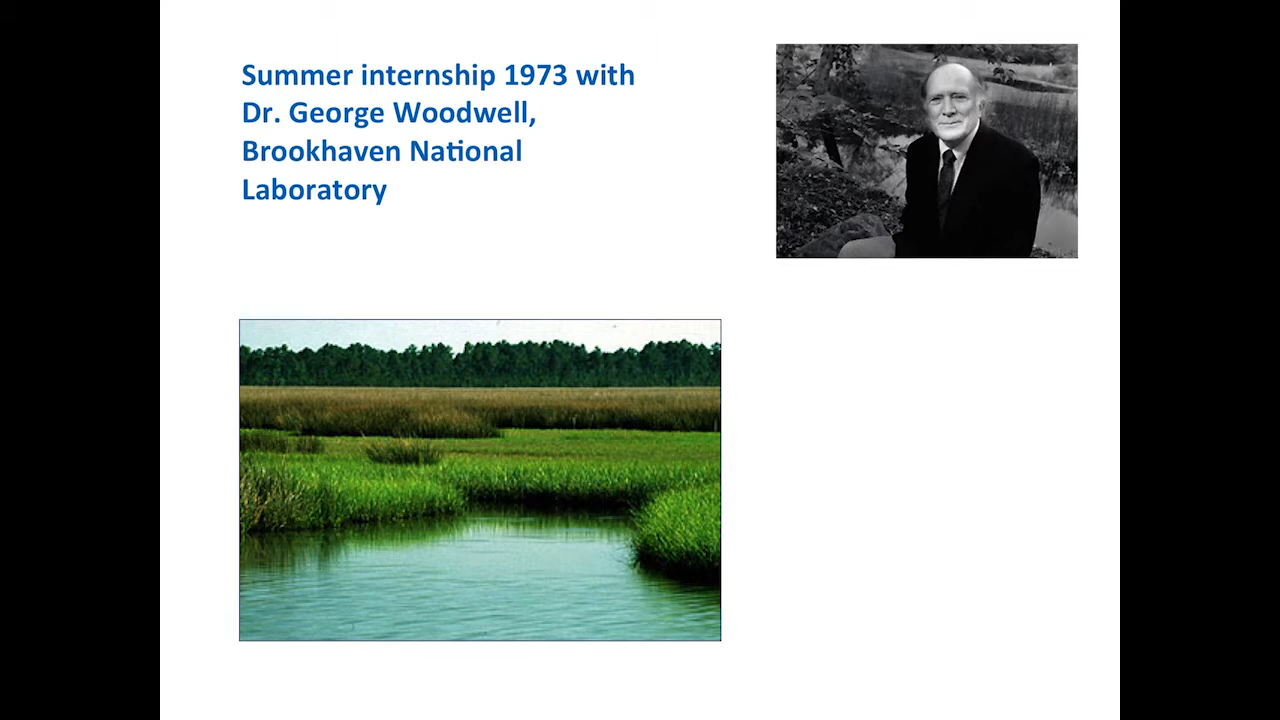 Summer internship 1973 with
Dr. George Woodwell,
Brookhaven National
Laboratory